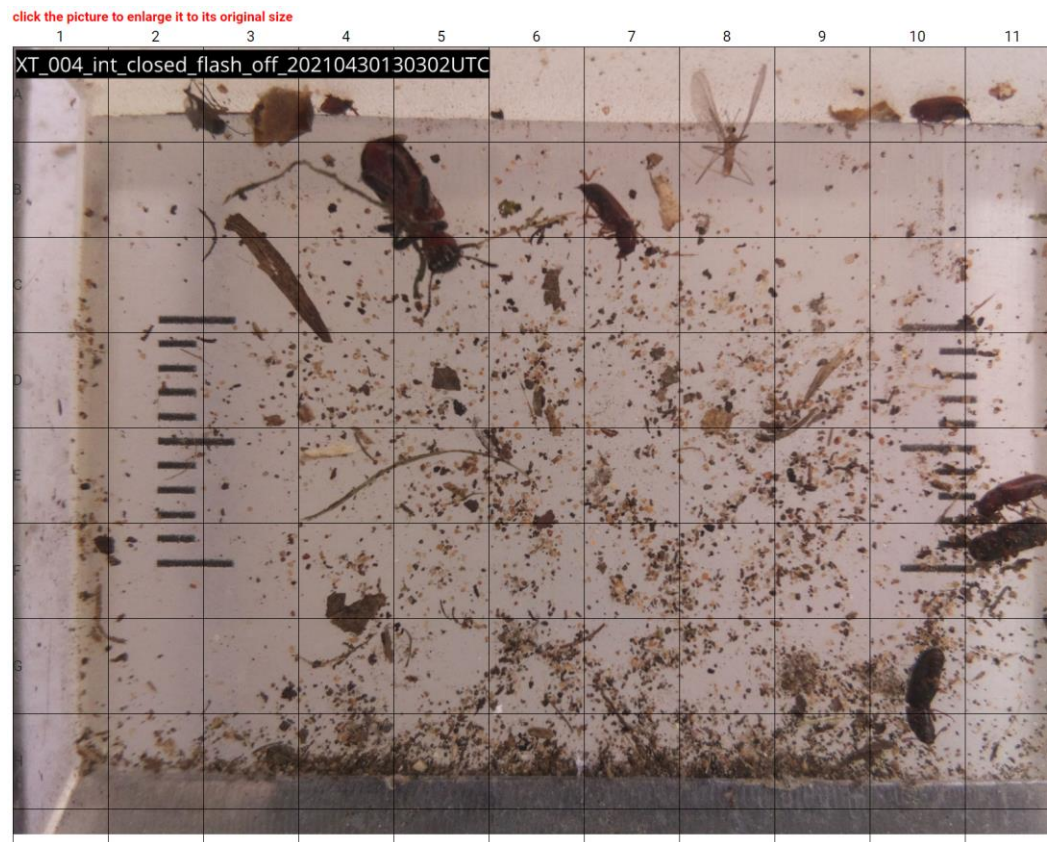 click the picture to enlarge it to its original size
1 2 3 4 5 6 7 8 9 10 11
XT_004_int_closed_flash_off_20210430130302UTC
A
B
C
D
E
F
G
H